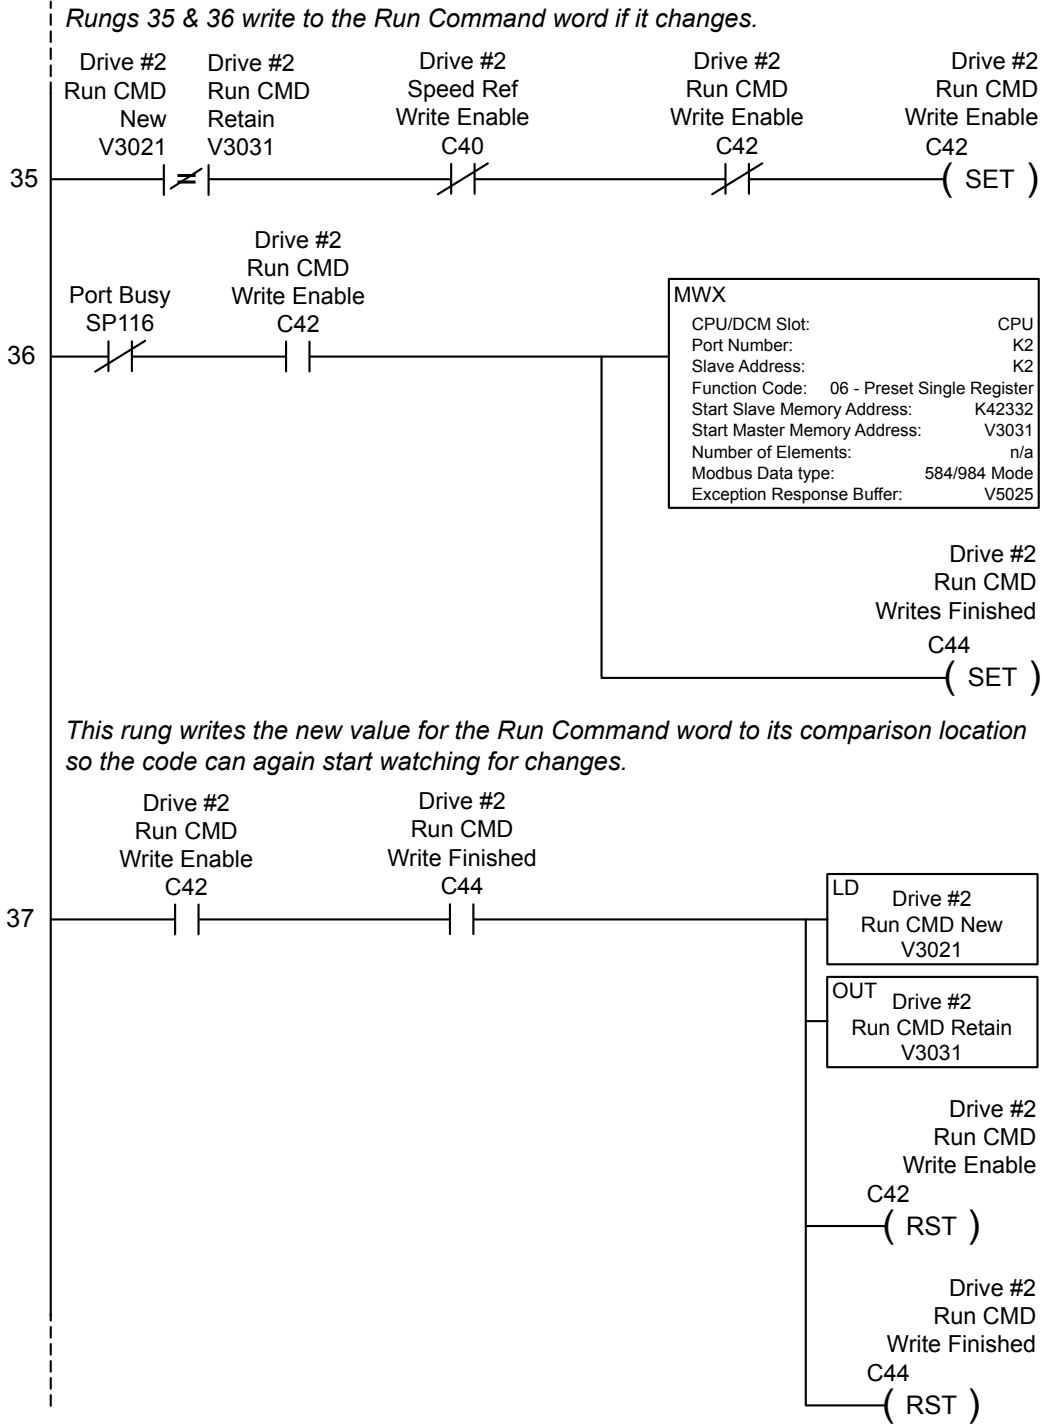 Rungs 35 & 36 write to the Run Command word if it changes.
Drive #2
Run CMD
New
V3021
Drive #2
Run CMD
Retain
V3031
Drive #2
Speed Ref
Write Enable
C40
Drive #2
Run CMD
Write Enable
C42
Drive #2
Run CMD
Write Enable
C42
35
=
( SET )
Drive #2
Run CMD
Write Enable
C42
Port Busy
SP116
36
MWX
CPU/DCM Slot: CPU
Port Number: K2
Slave Address: K2
Function Code: 06 - Preset Single Register
Start Slave Memory Address: K42332
Start Master Memory Address: V3031
Number of Elements: n/a
Modbus Data type: 584/984 Mode
Exception Response Buffer: V5025
Drive #2
Run CMD
Writes Finished
C44
( SET )
This rung writes the new value for the Run Command word to its comparison location
so the code can again start watching for changes.
Drive #2
Run CMD
Write Enable
C42
Drive #2
Run CMD
Write Finished
C44
37
LD
Drive #2
Run CMD New
V3021
OUT
Drive #2
Run CMD Retain
V3031
Drive #2
Run CMD
Write Enable
C42
( RST )
Drive #2
Run CMD
Write Finished
C44
( RST )